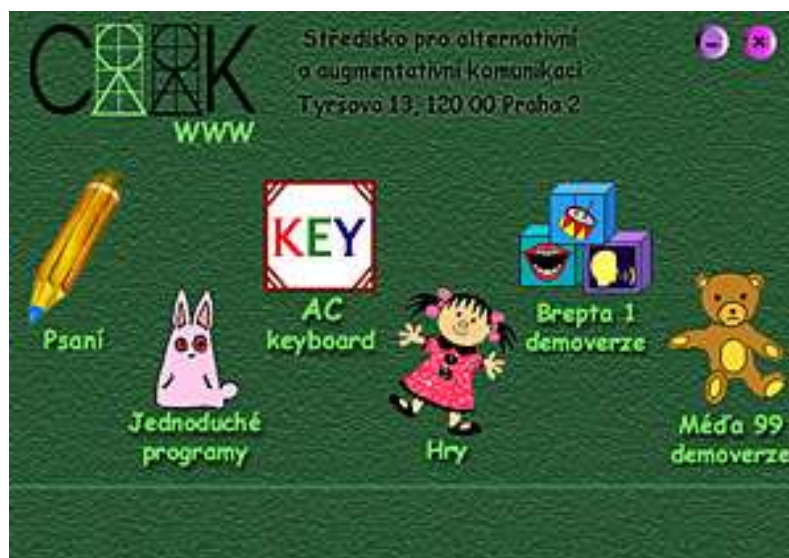 Středisko pro alternativní
a augmentativní komunikaci
Tyršova 13, 120 00 Praha 2
WWW
KEY
Psaní
AC
keyboard
Brepta 1
demoverze
Jednoduché
programy
Hry
Méďa 99
demoverze